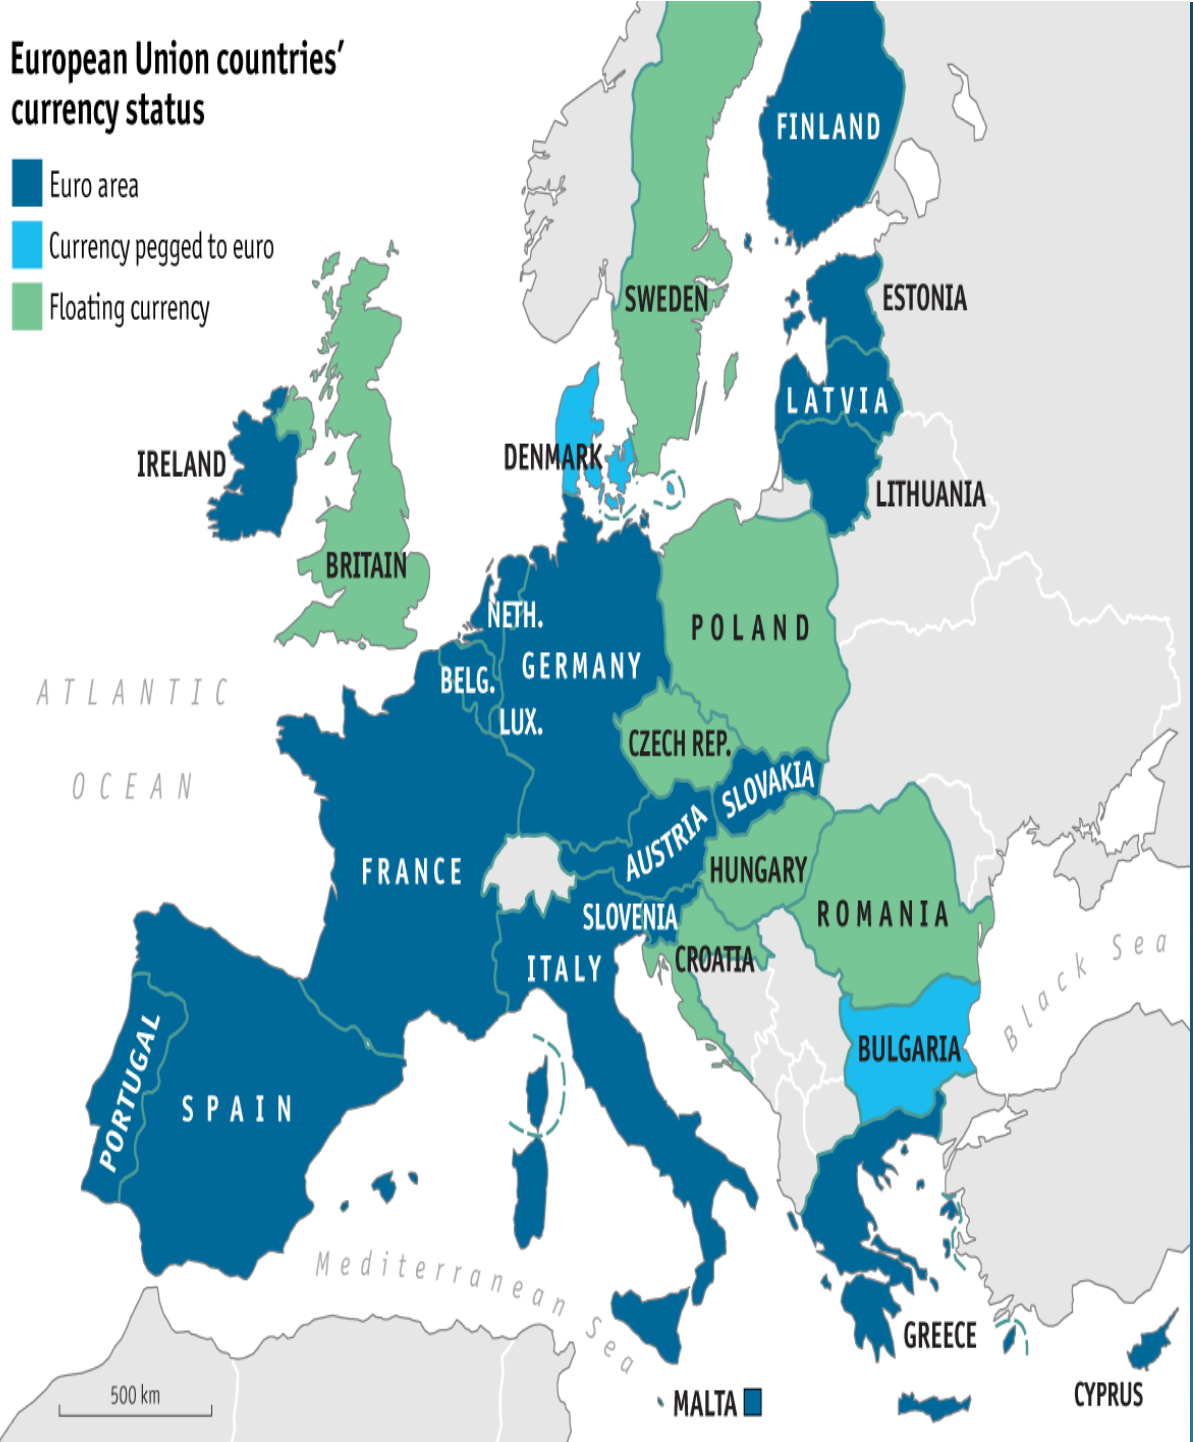 European Union countries’
currency status
Euro area
Currency pegged to euro
Floating currency
FINLAND
SWEDEN
ESTONIA
LATVIA
IRELAND
DENMARK
LITHUANIA
BRITAIN
NETH.
POLAND
GERMANY
BELG.
ATLANTIC
LUX.
CZECH REP.
OCEAN
SLOVAKIA
AUSTRIA
FRANCE
HUNGARY
SLOVENIA
ROMANIA
CROATIA
ITALY
Black Sea
BULGARIA
PORTUGAL
SPAIN
Mediterranean Sea
GREECE
500 km
MALTA
CYPRUS